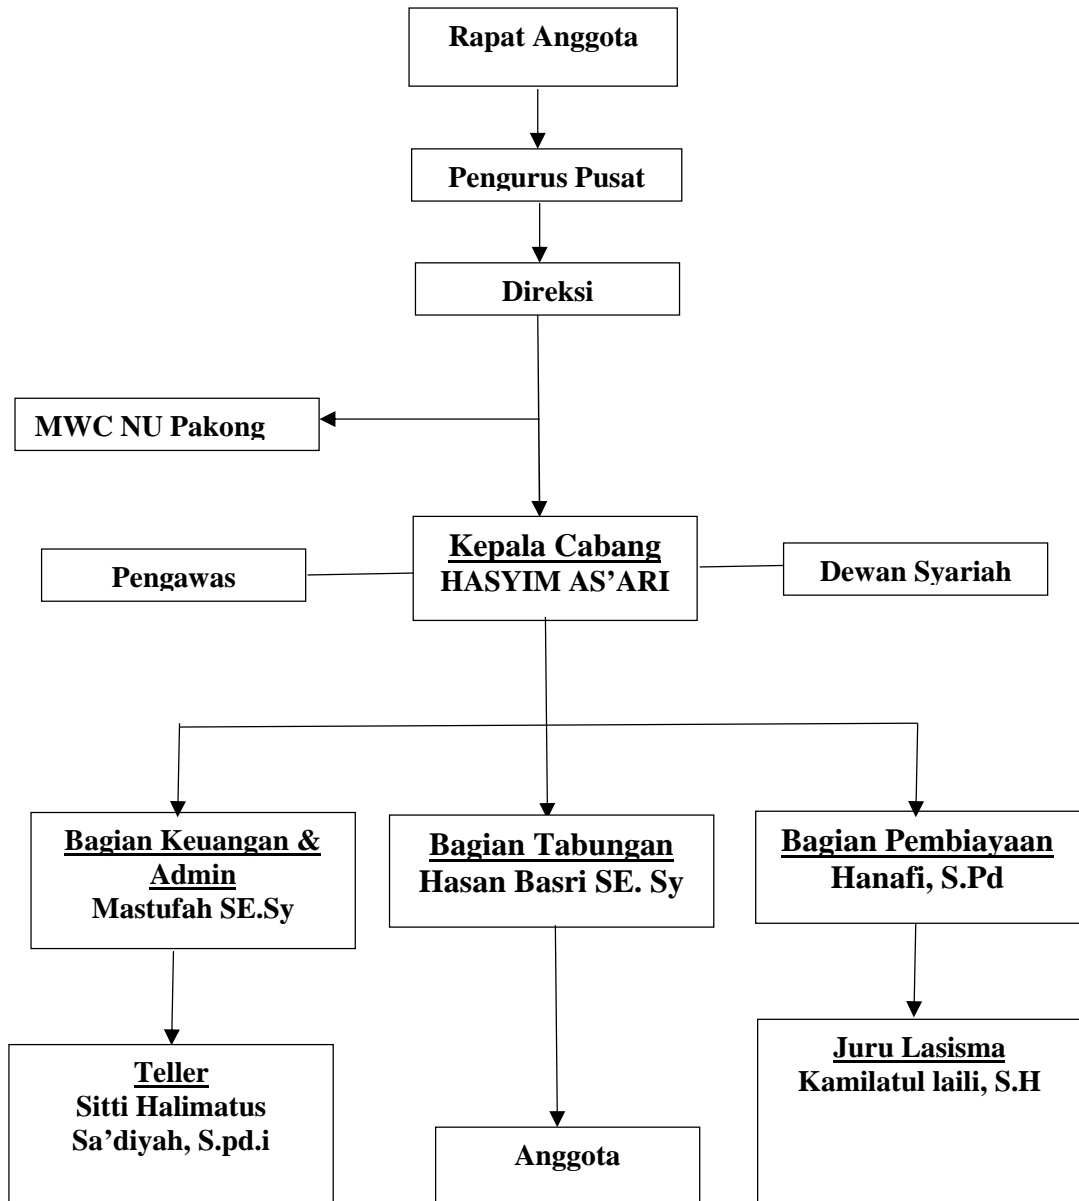 Rapat Anggota
Pengurus Pusat
Direksi
MWC NU Pakong
Kepala Cabang
HASYIM AS’ARI
Pengawas
Dewan Syariah
Bagian Keuangan &
Admin
Mastufah SE.Sy
Bagian Tabungan
Hasan Basri SE. Sy
Bagian Pembiayaan
Hanafi, S.Pd
Teller
Sitti Halimatus
Sa’diyah, S.pd.i
Anggota
Juru Lasisma
Kamilatul laili, S.H